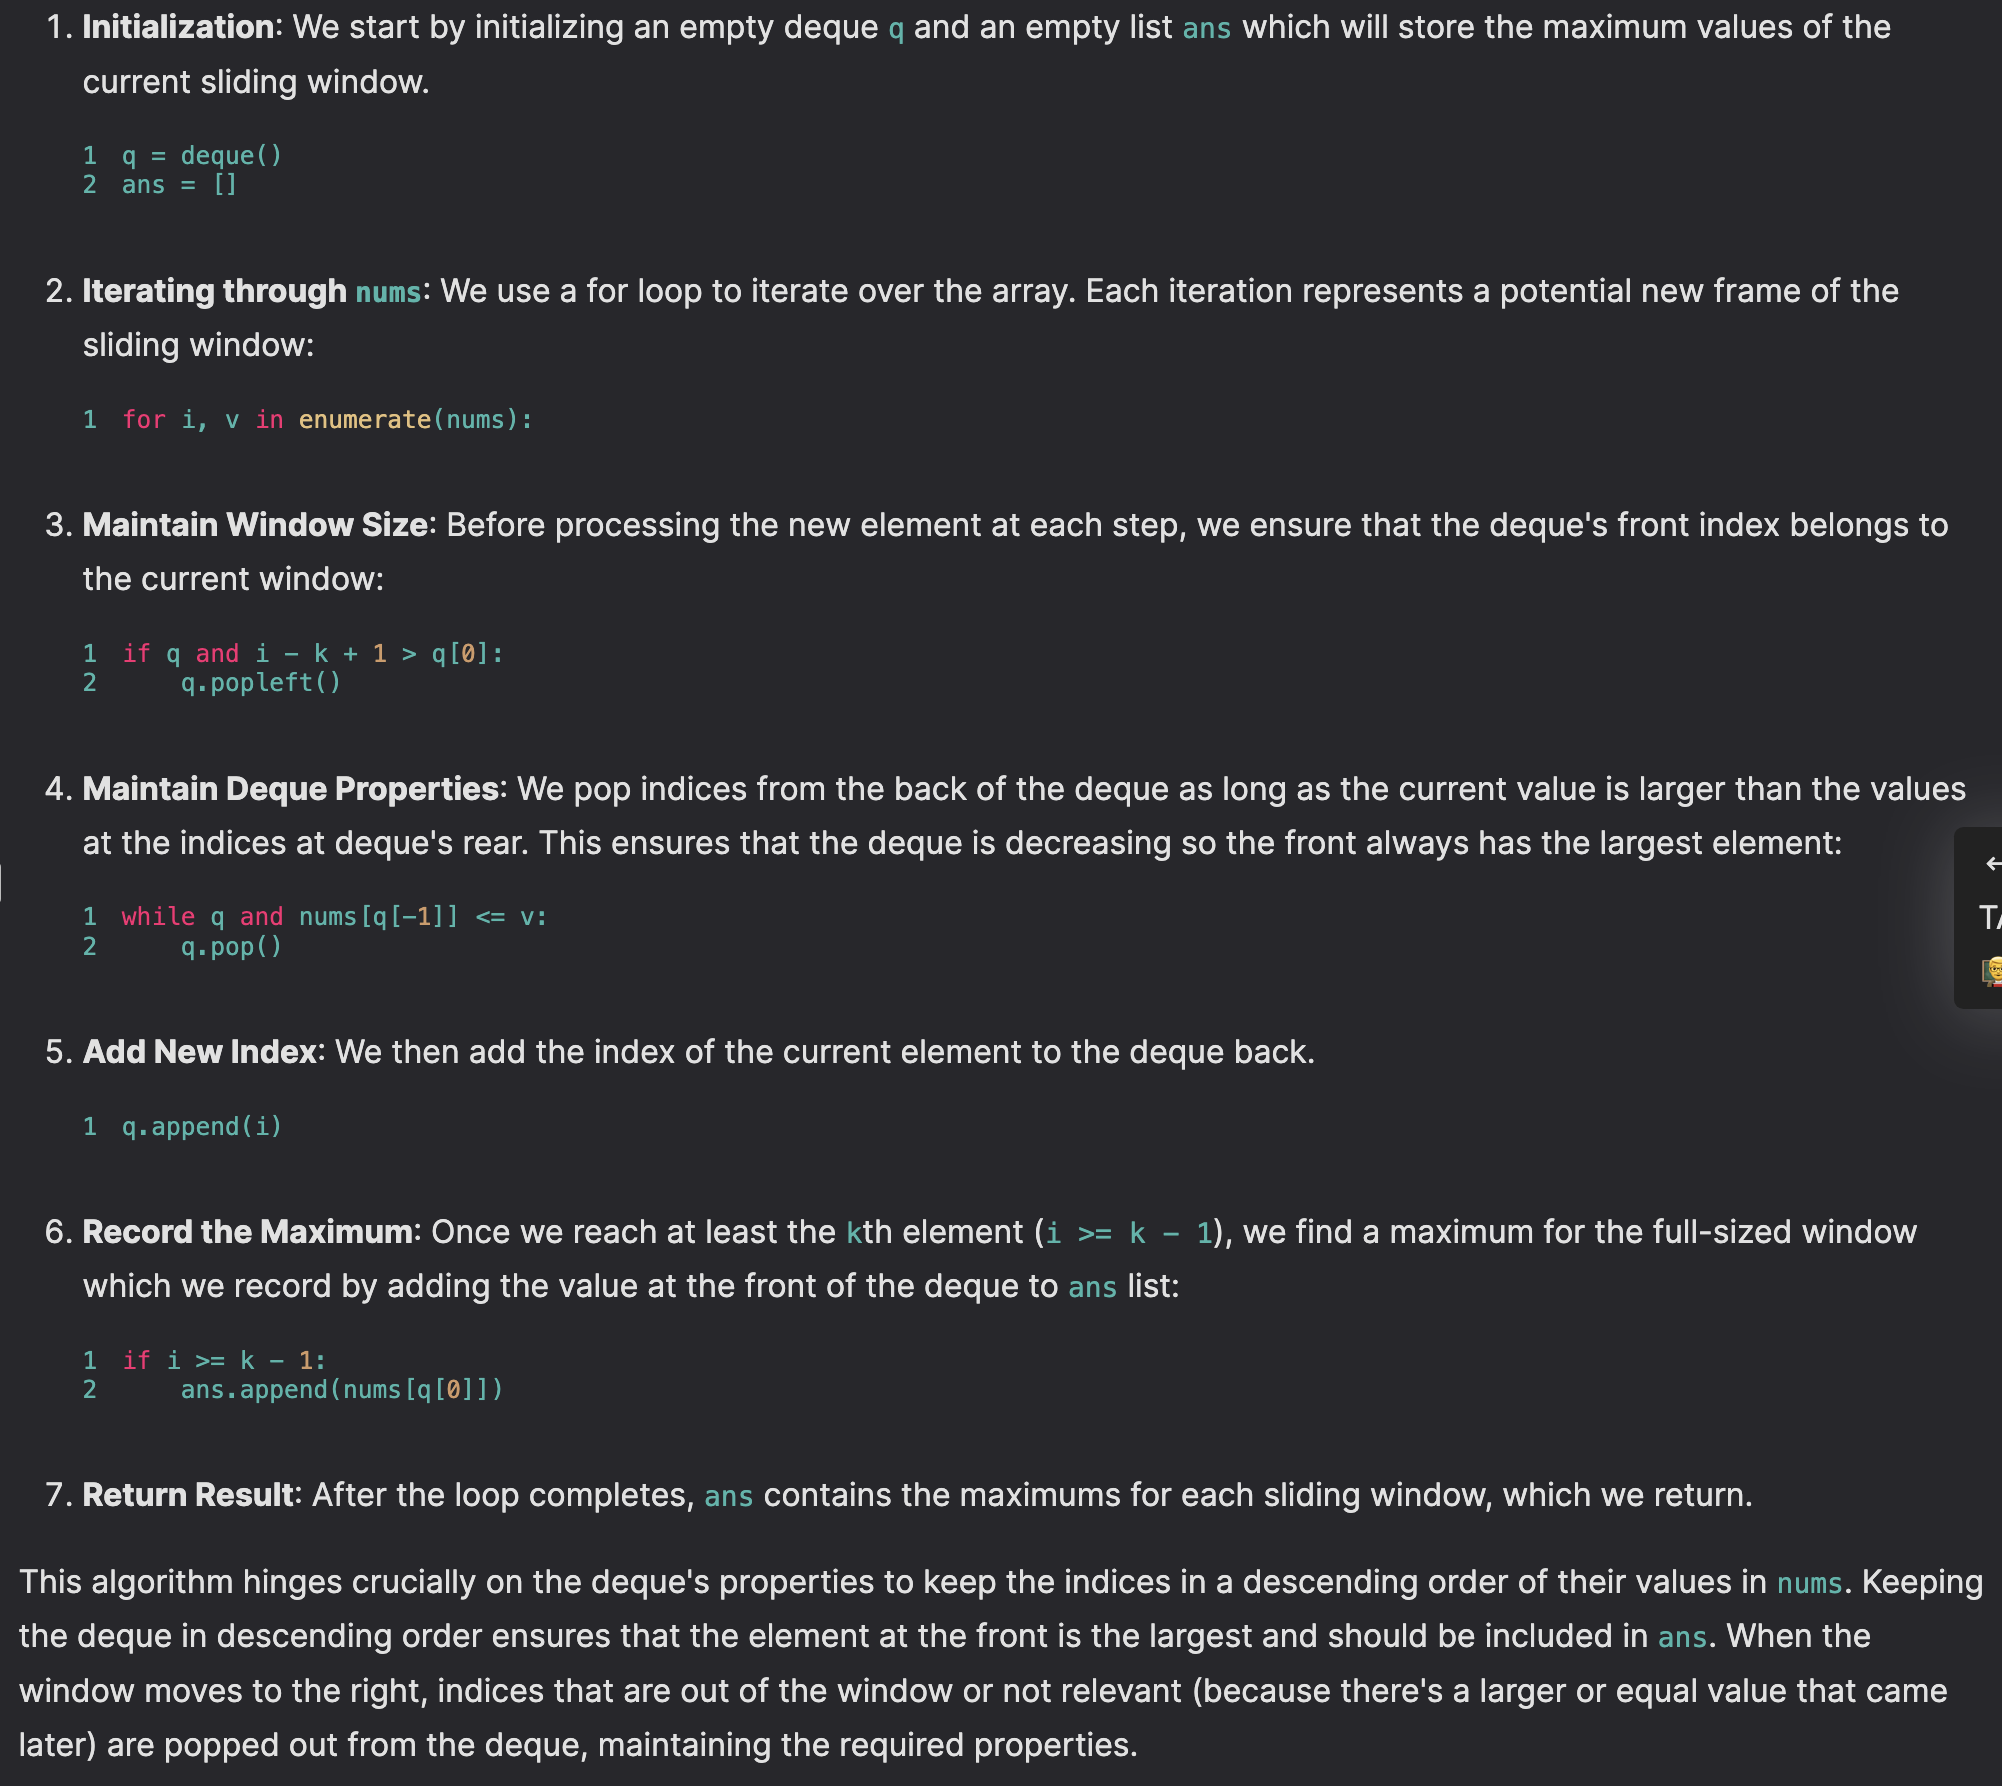 1. Initialization: We start by initializing an empty deque q and an empty list ans which will store the maximum values of the
current sliding window.
1 q = deque()
2 ans = []
2. Iterating through nums: We use a for loop to iterate over the array. Each iteration represents a potential new frame of the
sliding window:
1 for i, v in enumerate(nums):
3. Maintain Window Size: Before processing the new element at each step, we ensure that the deque's front index belongs to
the current window:
1 if q and i - k + 1 > q[0]:
2     q.popleft()
4. Maintain Deque Properties: We pop indices from the back of the deque as long as the current value is larger than the values
at the indices at deque's rear. This ensures that the deque is decreasing so the front always has the largest element:
1 while q and nums[q[-1]] <= v:
2     q.pop()
5. Add New Index: We then add the index of the current element to the deque back.
1 q.append(i)
6. Record the Maximum: Once we reach at least the kth element (i >= k - 1), we find a maximum for the full-sized window
which we record by adding the value at the front of the deque to ans list:
1 if i >= k - 1:
2     ans.append(nums[q[0]])
7. Return Result: After the loop completes, ans contains the maximums for each sliding window, which we return.
This algorithm hinges crucially on the deque's properties to keep the indices in a descending order of their values in nums. Keeping
the deque in descending order ensures that the element at the front is the largest and should be included in ans. When the
window moves to the right, indices that are out of the window or not relevant (because there's a larger or equal value that came
later) are popped out from the deque, maintaining the required properties.